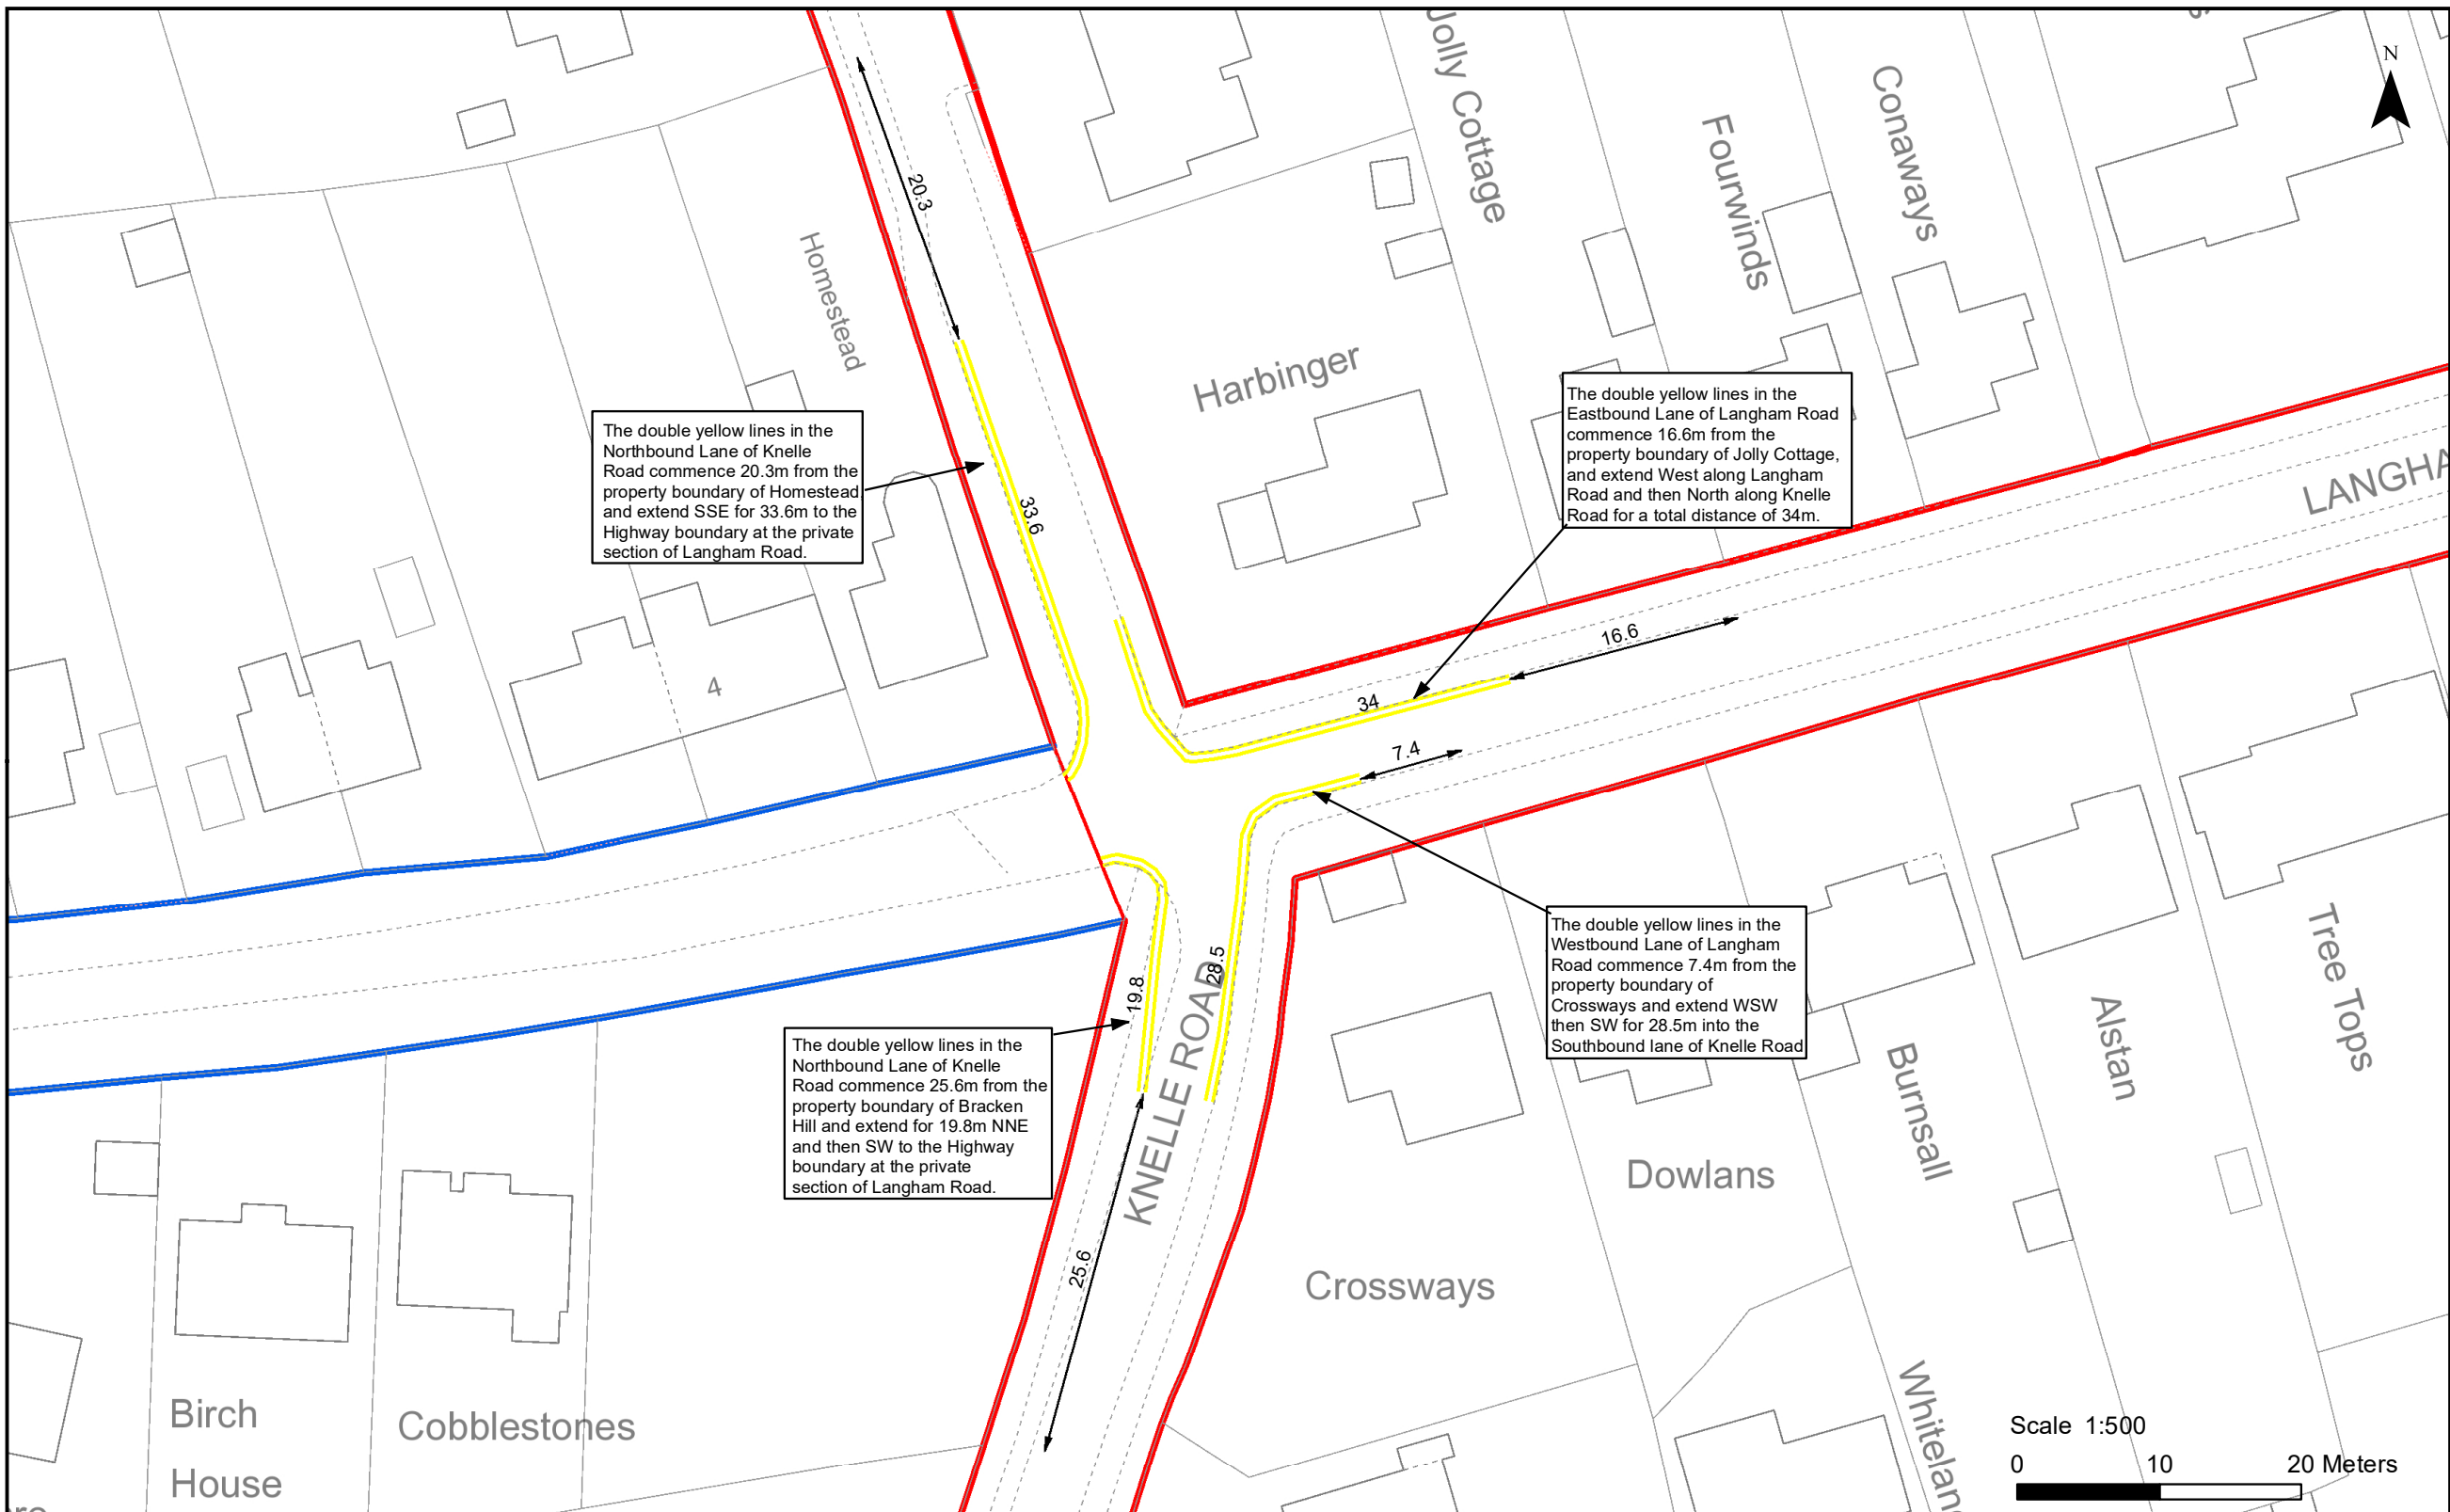 Jolly Cottage
Fourwinds
Conaways
N
20.3
Homestead
Harbinger
The double yellow lines in the
Northbound Lane of Knelle
Road commence 20.3m from the
property boundary of Homestead
and extend SSE for 33.6m to the
Highway boundary at the private
section of Langham Road.
33.6
The double yellow lines in the
Eastbound Lane of Langham Road
commence 16.6m from the
property boundary of Jolly Cottage,
and extend West along Langham
Road and then North along Knelle
Road for a total distance of 34m.
LANGHA
16.6
4
34
7.4
The double yellow lines in the
Westbound Lane of Langham
Road commence 7.4m from the
property boundary of
Crossways and extend WSW
then SW for 28.5m into the
Southbound lane of Knelle Road
19.8
28.5
KNELLE ROAD
The double yellow lines in the
Northbound Lane of Knelle
Road commence 25.6m from the
property boundary of Bracken
Hill and extend for 19.8m NNE
and then SW to the Highway
boundary at the private
section of Langham Road.
25.6
Tree Tops
Alstan
Burnsall
Dowlans
Crossways
Birch
House
Cobblestones
Whitelan
Scale 1:500
0 10 20 Meters